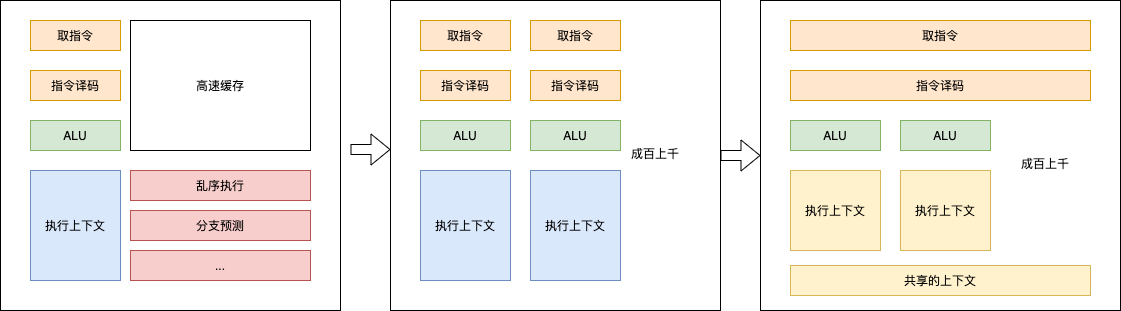 取指令
指令译码
ALU
执行上下文
高速缓存
乱序执行
分支预测
...
取指令
取指令
指令译码
指令译码
ALU
ALU
执行上下文
执行上下文
成百上千
取指令
指令译码
ALU
ALU
执行上下文
执行上下文
成百上千
共享的上下文